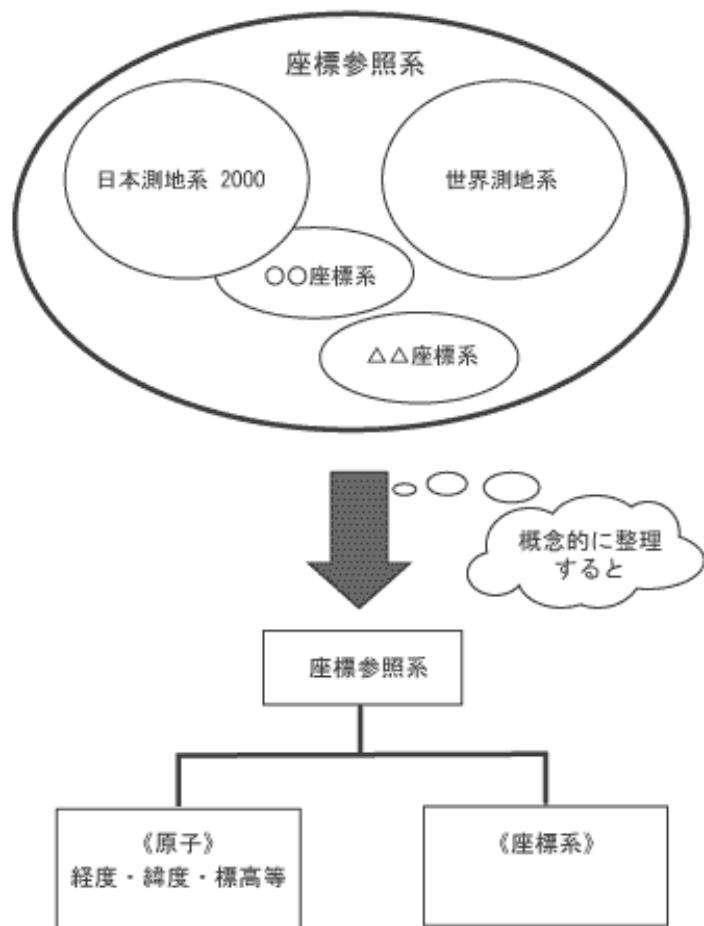 座標参照系
日本測地系 2000
世界測地系
〇〇座標系
△△座標系
概念的に整理
すると
座標参照系
《原子》
経度・緯度・標高等
《座標系》